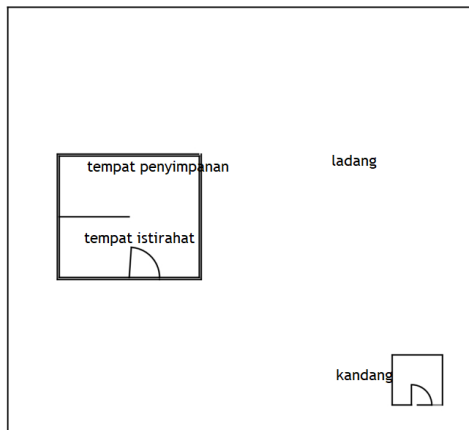 tempat penyimpanan
ladang
tempat istirahat
kandang